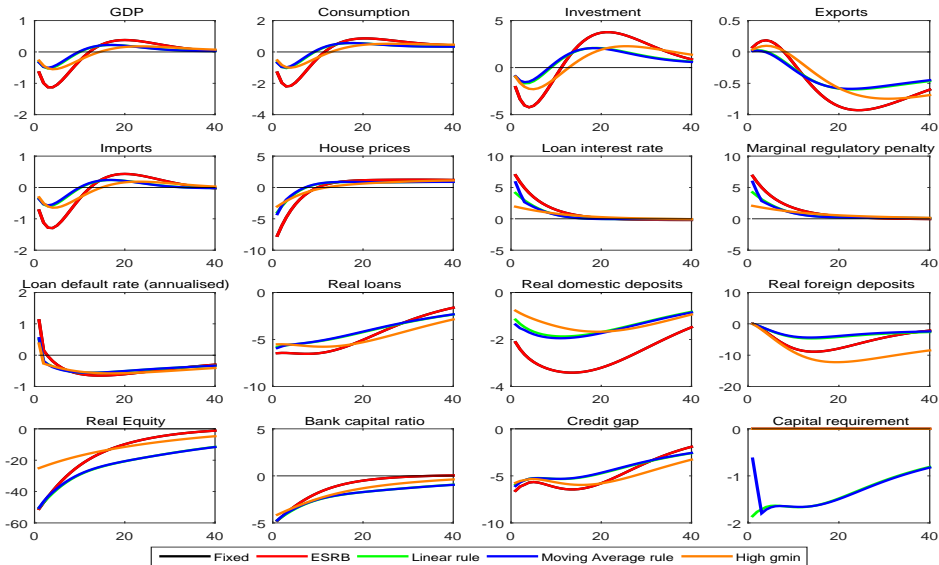 GDP Consumption Investment Exports
2 2 5 0.5
1 0 0 0
0 -0.5
-1 -2 -1
-2 -4 -5
0 20 40 0 20 40 0 20 40 0 20 40
Imports House prices Loan interest rate Marginal regulatory penalty
1 5 10 10
0 0 5 5
-1 -5 0 0
-2 -10 -5 -5
0 20 40 0 20 40 0 20 40 0 20 40
Loan default rate (annualised) Real loans Real domestic deposits Real foreign deposits
2 0 0 10
1 -5 -2 0
0 -10
-1 -10 -4 -20
0 20 40 0 20 40 0 20 40 0 20 40
Real Equity Bank capital ratio Credit gap Capital requirement
0 5 0 0
-20 0 -5 -1
-40
-60 -5 -10 -2
0 20 40 0 20 40 0 20 40 0 20 40
Fixed ESRB Linear rule Moving Average rule High gmin